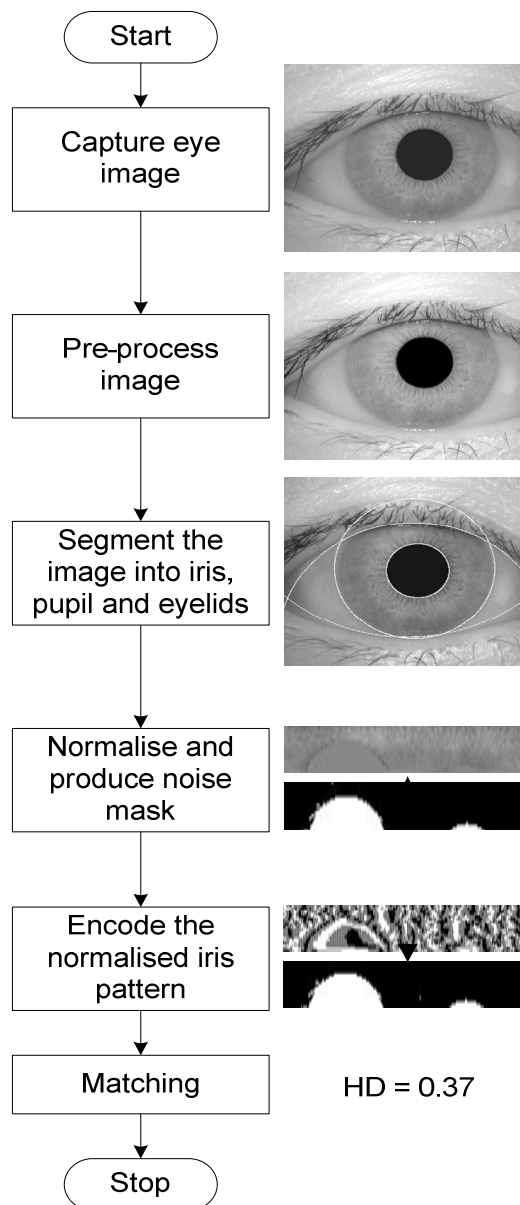 Start
Capture eye
image
Pre-process
image
Segment the
image into iris,
pupil and eyelids
Normalise and
produce noise
mask
Encode the
normalised iris
pattern
Matching
HD = 0.37
Stop